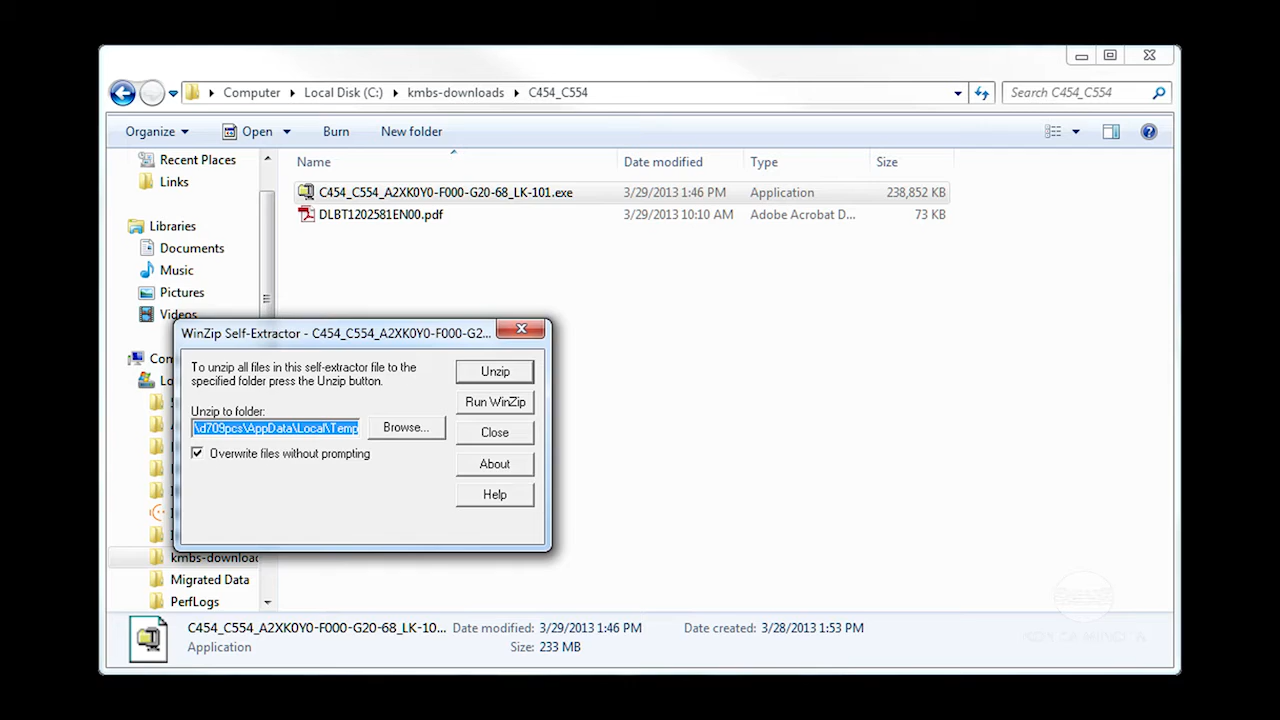 Computer Local Disk (C:) kmbs-downloads C454_C554
Search C454_C554
Organize Open Burn New folder
Recent Places
Links
Libraries
Documents
Music
Pictures
Videos
Name Date modified Type Size
C454_C554_A2XK0Y0-F000-G20-68_LK-101.exe 3/29/2013 1:46 PM Application 238,852 KB
DLBT1202581EN00.pdf 3/29/2013 10:10 AM Adobe Acrobat D... 73 KB
WinZip Self-Extractor - C454_C554_A2XK0Y0-F000-G2...
To unzip all files in this self-extractor file to the
specified folder press the Unzip button.
Unzip to folder:
\d709pcs\AppData\Local\Temp
Browse...
Overwrite files without prompting
Unzip
Run WinZip
Close
About
Help
kmbs-downloac
Migrated Data
PerfLogs
C454_C554_A2XK0Y0-F000-G20-68_LK-10... Date modified: 3/29/2013 1:46 PM Date created: 3/28/2013 1:53 PM
Application Size: 233 MB
KONICA MINOLTA